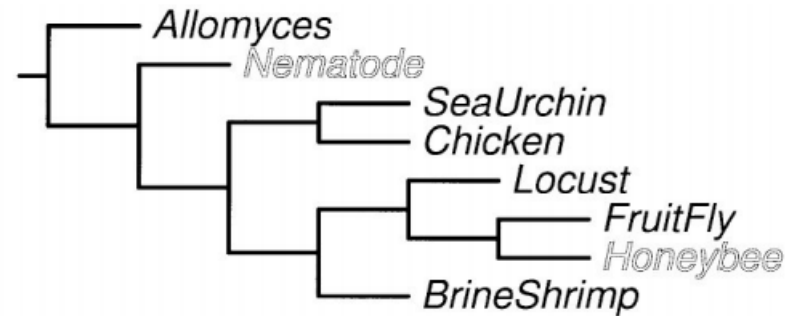 Allomyces
Nematode
SeaUrchin
Chicken
Locust
FruitFly
Honeybee
BrineShrimp